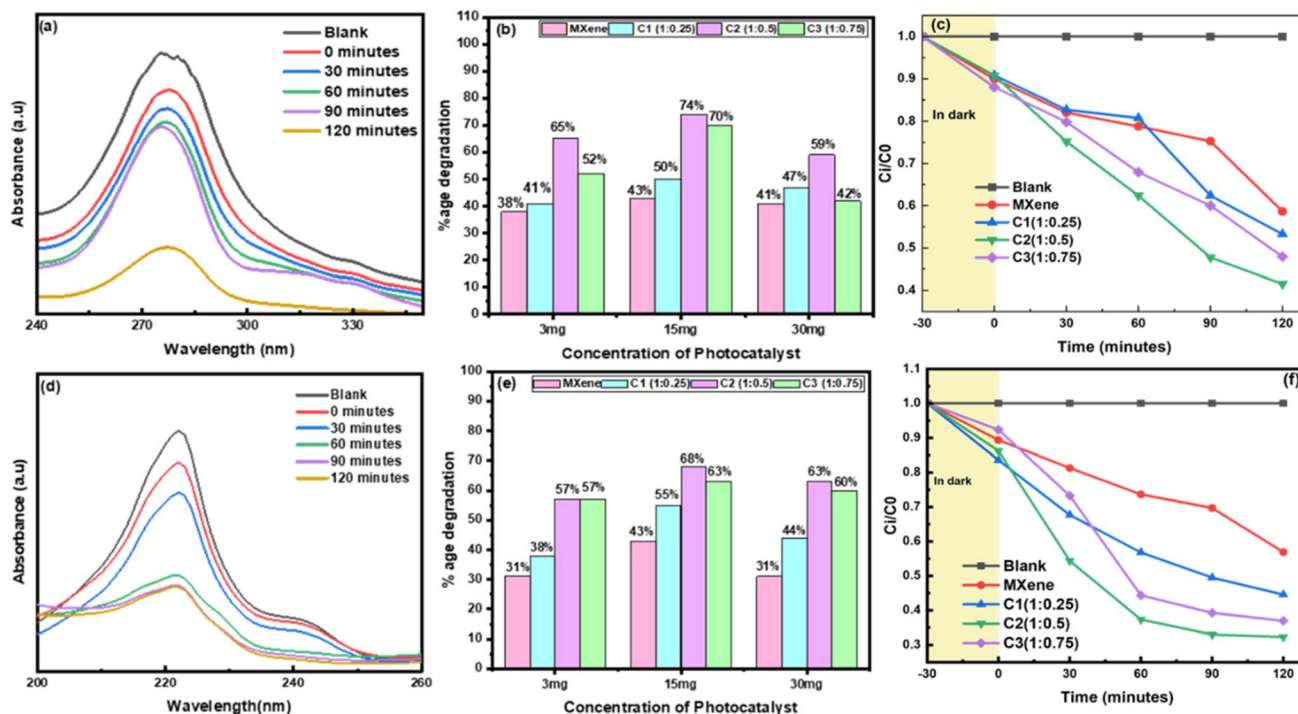 (a)
Blank
0 minutes
30 minutes
60 minutes
90 minutes
120 minutes
Absorbance (a.u)
240 270 300 330
Wavelength (nm)
(b)
MXene C1 (1:0.25) C2 (1:0.5) C3 (1:0.75)
110
100
90
80
70
60
50
40
30
20
10
0
%age degradation
38% 41% 65% 52%
43% 50% 74% 70%
41% 47% 59% 42%
3mg 15mg 30mg
Concentration of Photocatalyst
(c)
1.0
0.9
0.8
0.7
0.6
0.5
0.4
Ci/C0
In dark
Blank
MXene
C1(1:0.25)
C2(1:0.5)
C3(1:0.75)
-30 0 30 60 90 120
Time (minutes)
(d)
Blank
0 minutes
30 minutes
60 minutes
90 minutes
120 minutes
Absorbance (a.u)
200 220 240 260
Wavelength(nm)
(e)
MXene C1 (1:0.25) C2 (1:0.5) C3 (1:0.75)
100
90
80
70
60
50
40
30
20
10
0
% age degradation
31% 38% 57% 57%
43% 55% 68% 63%
31% 44% 63% 60%
3mg 15mg 30mg
Concentration of Photocatalyst
(f)
1.1
1.0
0.9
0.8
0.7
0.6
0.5
0.4
0.3
Ci/C0
In dark
Blank
MXene
C1(1:0.25)
C2(1:0.5)
C3(1:0.75)
-30 0 30 60 90 120
Time (minutes)